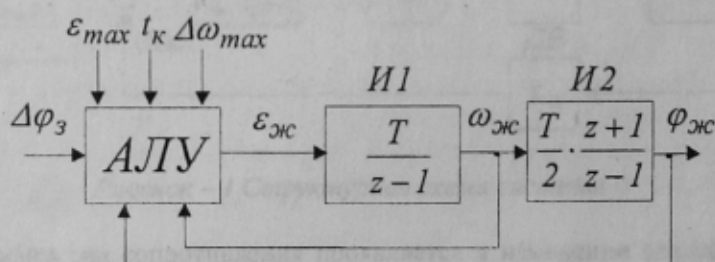 ε_max t_к Δω_max
И1 И2
Δφ_з АЛУ ε_ж T/(z−1) ω_ж T/2 · (z+1)/(z−1) φ_ж